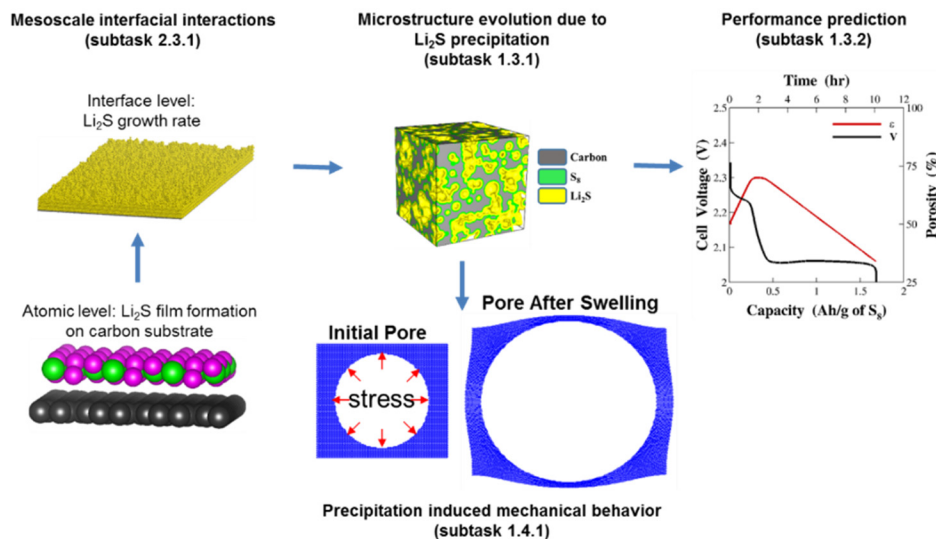 Mesoscale interfacial interactions
(subtask 2.3.1)
Interface level:
Li₂S growth rate
Atomic level: Li₂S film formation
on carbon substrate
Microstructure evolution due to
Li₂S precipitation
(subtask 1.3.1)
Carbon
S₈
Li₂S
Initial Pore
stress
Pore After Swelling
Precipitation induced mechanical behavior
(subtask 1.4.1)
Performance prediction
(subtask 1.3.2)
Time (hr)
0 2 4 6 8 10
2.5 100
ε
V
2.4
75
2.3
2.2 50
2.1
2 25
Cell Voltage (V)
Porosity (%)
0 0.5 1 1.5 2
Capacity (Ah/g of S₈)